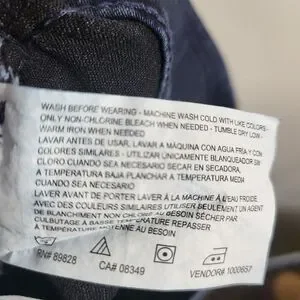 WASH BEFORE WEARING - MACHINE WASH COLD WITH LIKE COLORS-
ONLY NON-CHLORINE BLEACH WHEN NEEDED - TUMBLE DRY LOW -
WARM IRON WHEN NEEDED
LAVAR ANTES DE USAR. LAVAR A MÁQUINA CON AGUA FRÍA Y CON
COLORES SIMILARES - UTILIZAR ÚNICAMENTE BLANQUEADOR SIN
CLORO CUANDO SEA NECESARIO SECAR EN SECADORA,
A TEMPERATURA BAJA PLANCHAR A TEMPERATURA MEDIA
CUANDO SEA NECESARIO
LAVER AVANT DE PORTER LAVER À LA MACHINE À L'EAU FROIDE
AVEC DES COULEURS SIMILAIRES UTILISER SEULEMENT UN AGENT
DE BLANCHIMENT NON CHLORÉ AU BESOIN SÉCHER PAR
CULBUTAGE À BASSE TEMPÉRATURE REPASSER
À TEMPÉRATURE MOYENNE AU BESOIN
RN# 89828 CA# 08349 VENDOR# 1000657